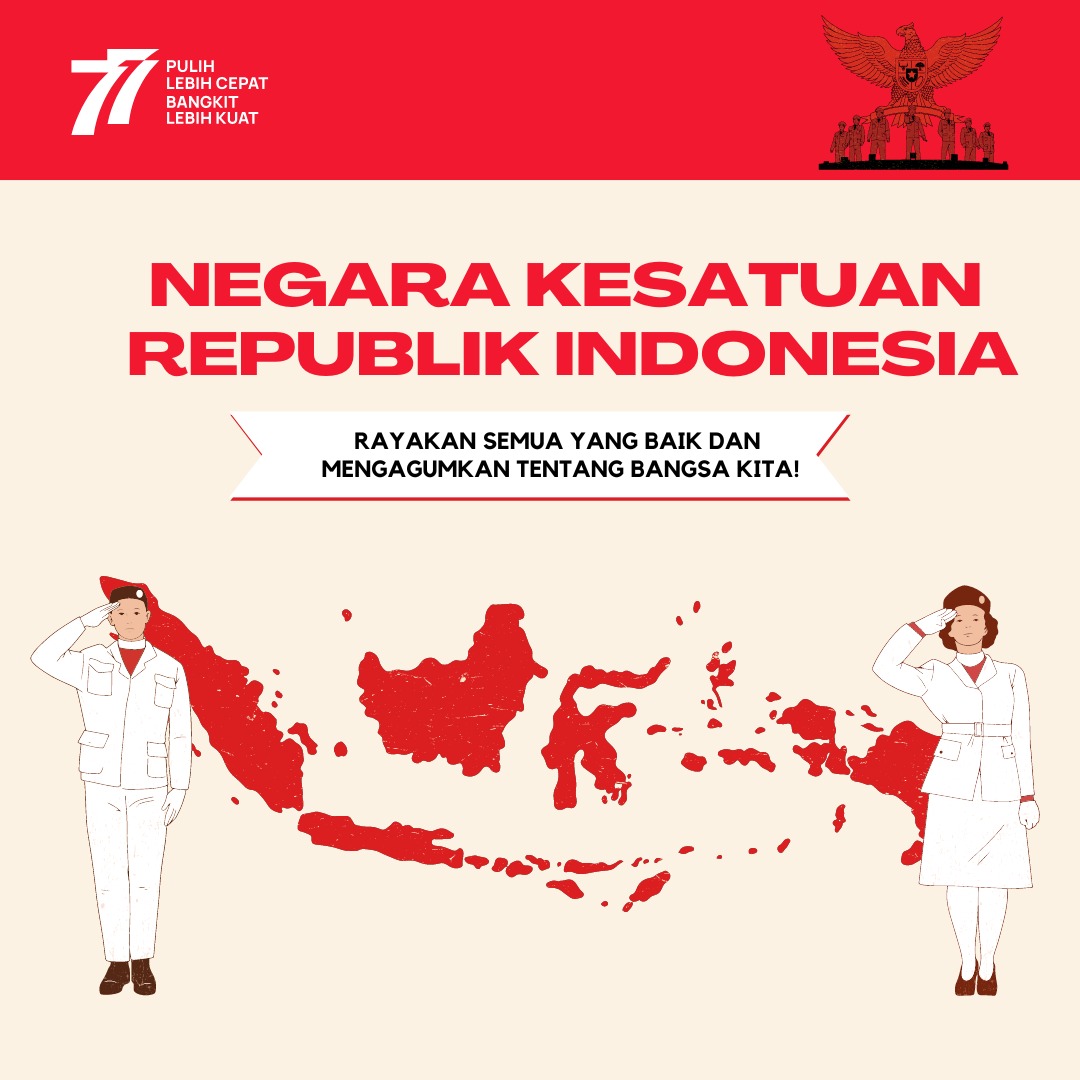 77
PULIH
LEBIH CEPAT
BANGKIT
LEBIH KUAT
NEGARA KESATUAN
REPUBLIK INDONESIA
RAYAKAN SEMUA YANG BAIK DAN
MENGAGUMKAN TENTANG BANGSA KITA!